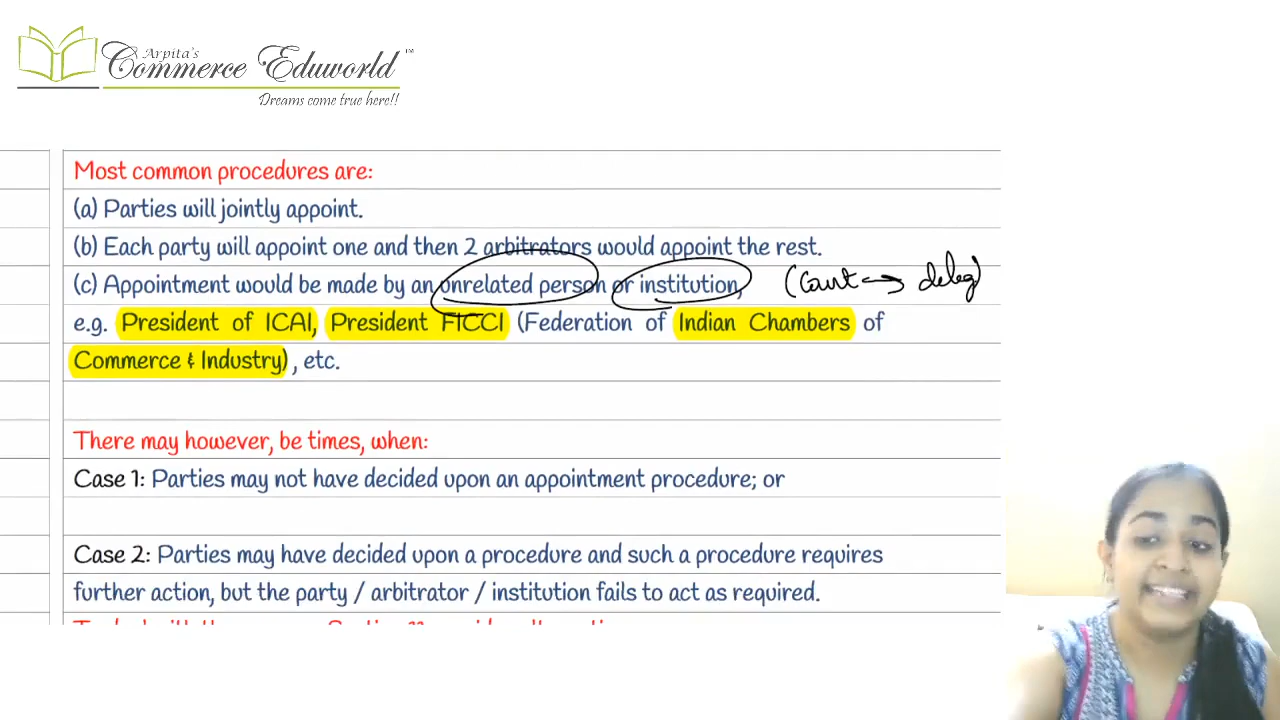 Arpita's
Commerce Eduworld™
Dreams come true here!!
Most common procedures are:
(a) Parties will jointly appoint.
(b) Each party will appoint one and then 2 arbitrators would appoint the rest.
(c) Appointment would be made by an unrelated person or institution, (Court → deleg)
e.g. President of ICAI, President FICCI (Federation of Indian Chambers of
Commerce & Industry), etc.
There may however, be times, when:
Case 1: Parties may not have decided upon an appointment procedure; or
Case 2: Parties may have decided upon a procedure and such a procedure requires
further action, but the party / arbitrator / institution fails to act as required.